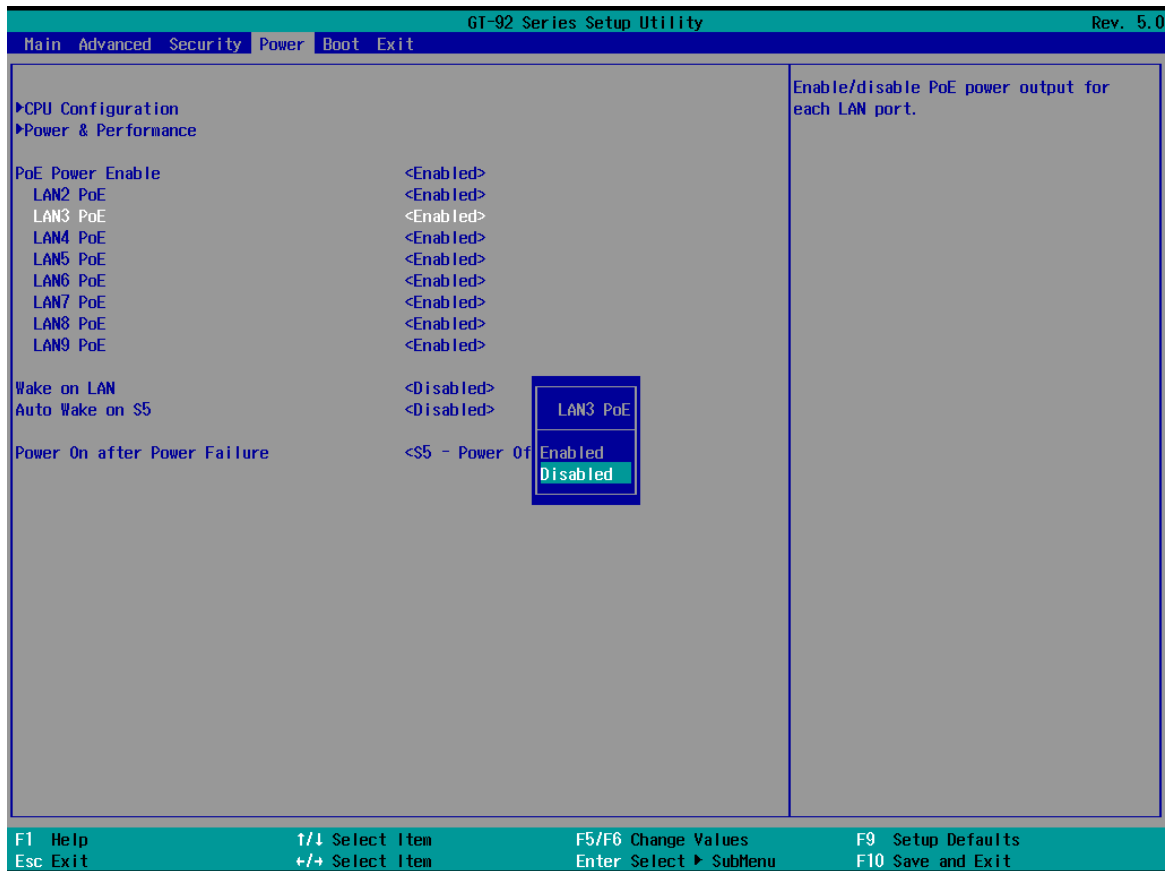 GT-92 Series Setup Utility Rev. 5.0
Main Advanced Security Power Boot Exit
Enable/disable PoE power output for
each LAN port.
▶CPU Configuration
▶Power & Performance
PoE Power Enable <Enabled>
LAN2 PoE <Enabled>
LAN3 PoE <Enabled>
LAN4 PoE <Enabled>
LAN5 PoE <Enabled>
LAN6 PoE <Enabled>
LAN7 PoE <Enabled>
LAN8 PoE <Enabled>
LAN9 PoE <Enabled>
Wake on LAN <Disabled>
Auto Wake on S5 <Disabled>
Power On after Power Failure <S5 - Power Of
LAN3 PoE
Enabled
Disabled
F1 Help ↑/↓ Select Item F5/F6 Change Values F9 Setup Defaults
Esc Exit ←/→ Select Item Enter Select ▶ SubMenu F10 Save and Exit